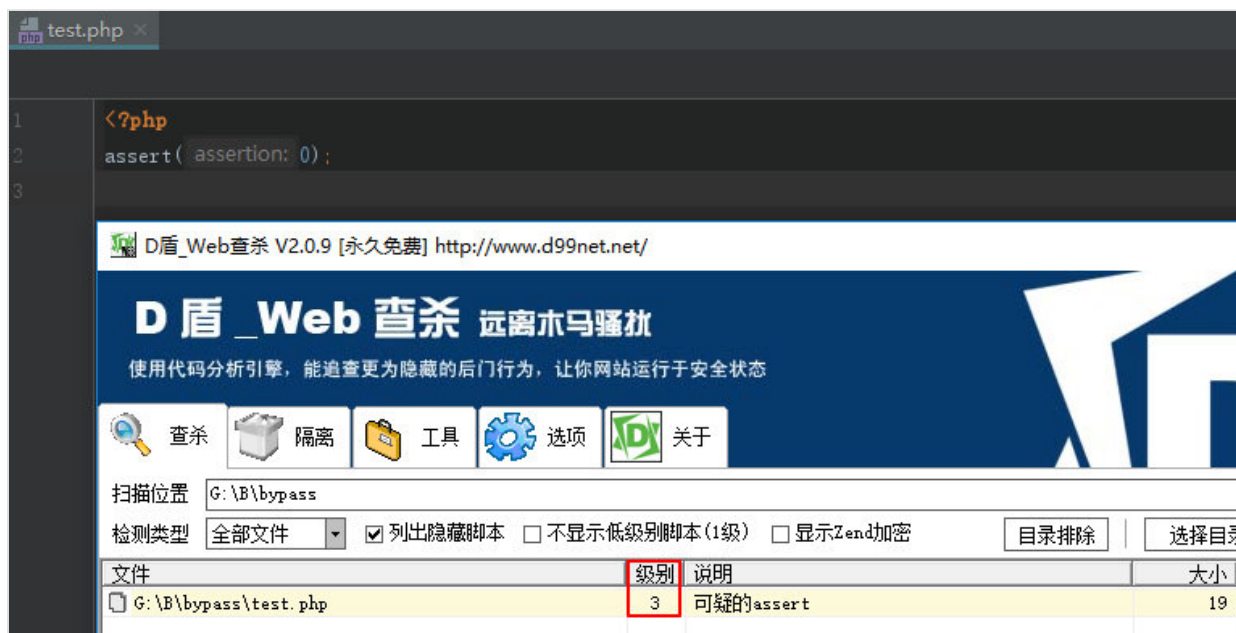 php test.php ×
1 <?php
2 assert( assertion: 0);
3
D盾_Web查杀 V2.0.9 [永久免费] http://www.d99net.net/
D 盾 _Web 查杀 远离木马骚扰
使用代码分析引擎，能追查更为隐藏的后门行为，让你网站运行于安全状态
查杀 隔离 工具 选项 关于
扫描位置 G:\B\bypass
检测类型 全部文件 列出隐藏脚本 不显示低级别脚本(1级) 显示Zend加密 目录排除 选择目录
文件 级别 说明 大小
G:\B\bypass\test.php 3 可疑的assert 19